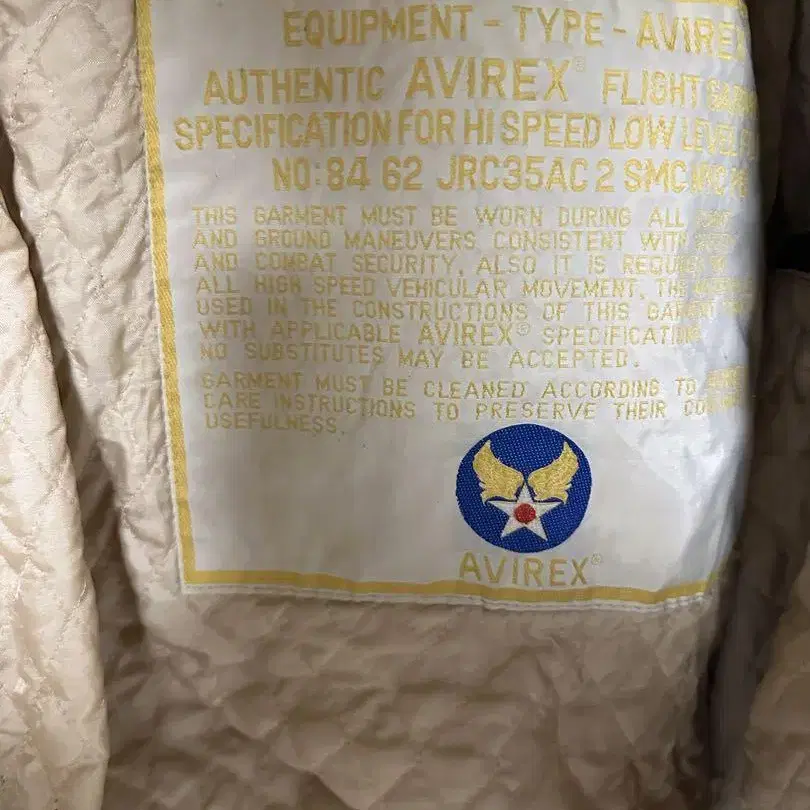 EQUIPMENT - TYPE - AVIREX
AUTHENTIC AVIREX® FLIGHT
SPECIFICATION FOR HI SPEED LOW LEVEL
NO:84 62 JRC35AC 2 SMC
THIS GARMENT MUST BE WORN DURING ALL
AND GROUND MANEUVERS CONSISTENT WITH
AND COMBAT SECURITY. ALSO IT IS
ALL HIGH SPEED VEHICULAR MOVEMENT. THE
USED IN THE CONSTRUCTIONS OF THIS GARMENT
WITH APPLICABLE AVIREX® SPECIFICATION
NO SUBSTITUTES MAY BE ACCEPTED.
GARMENT MUST BE CLEANED ACCORDING TO
CARE INSTRUCTIONS TO PRESERVE THEIR
USEFULNESS.
AVIREX®